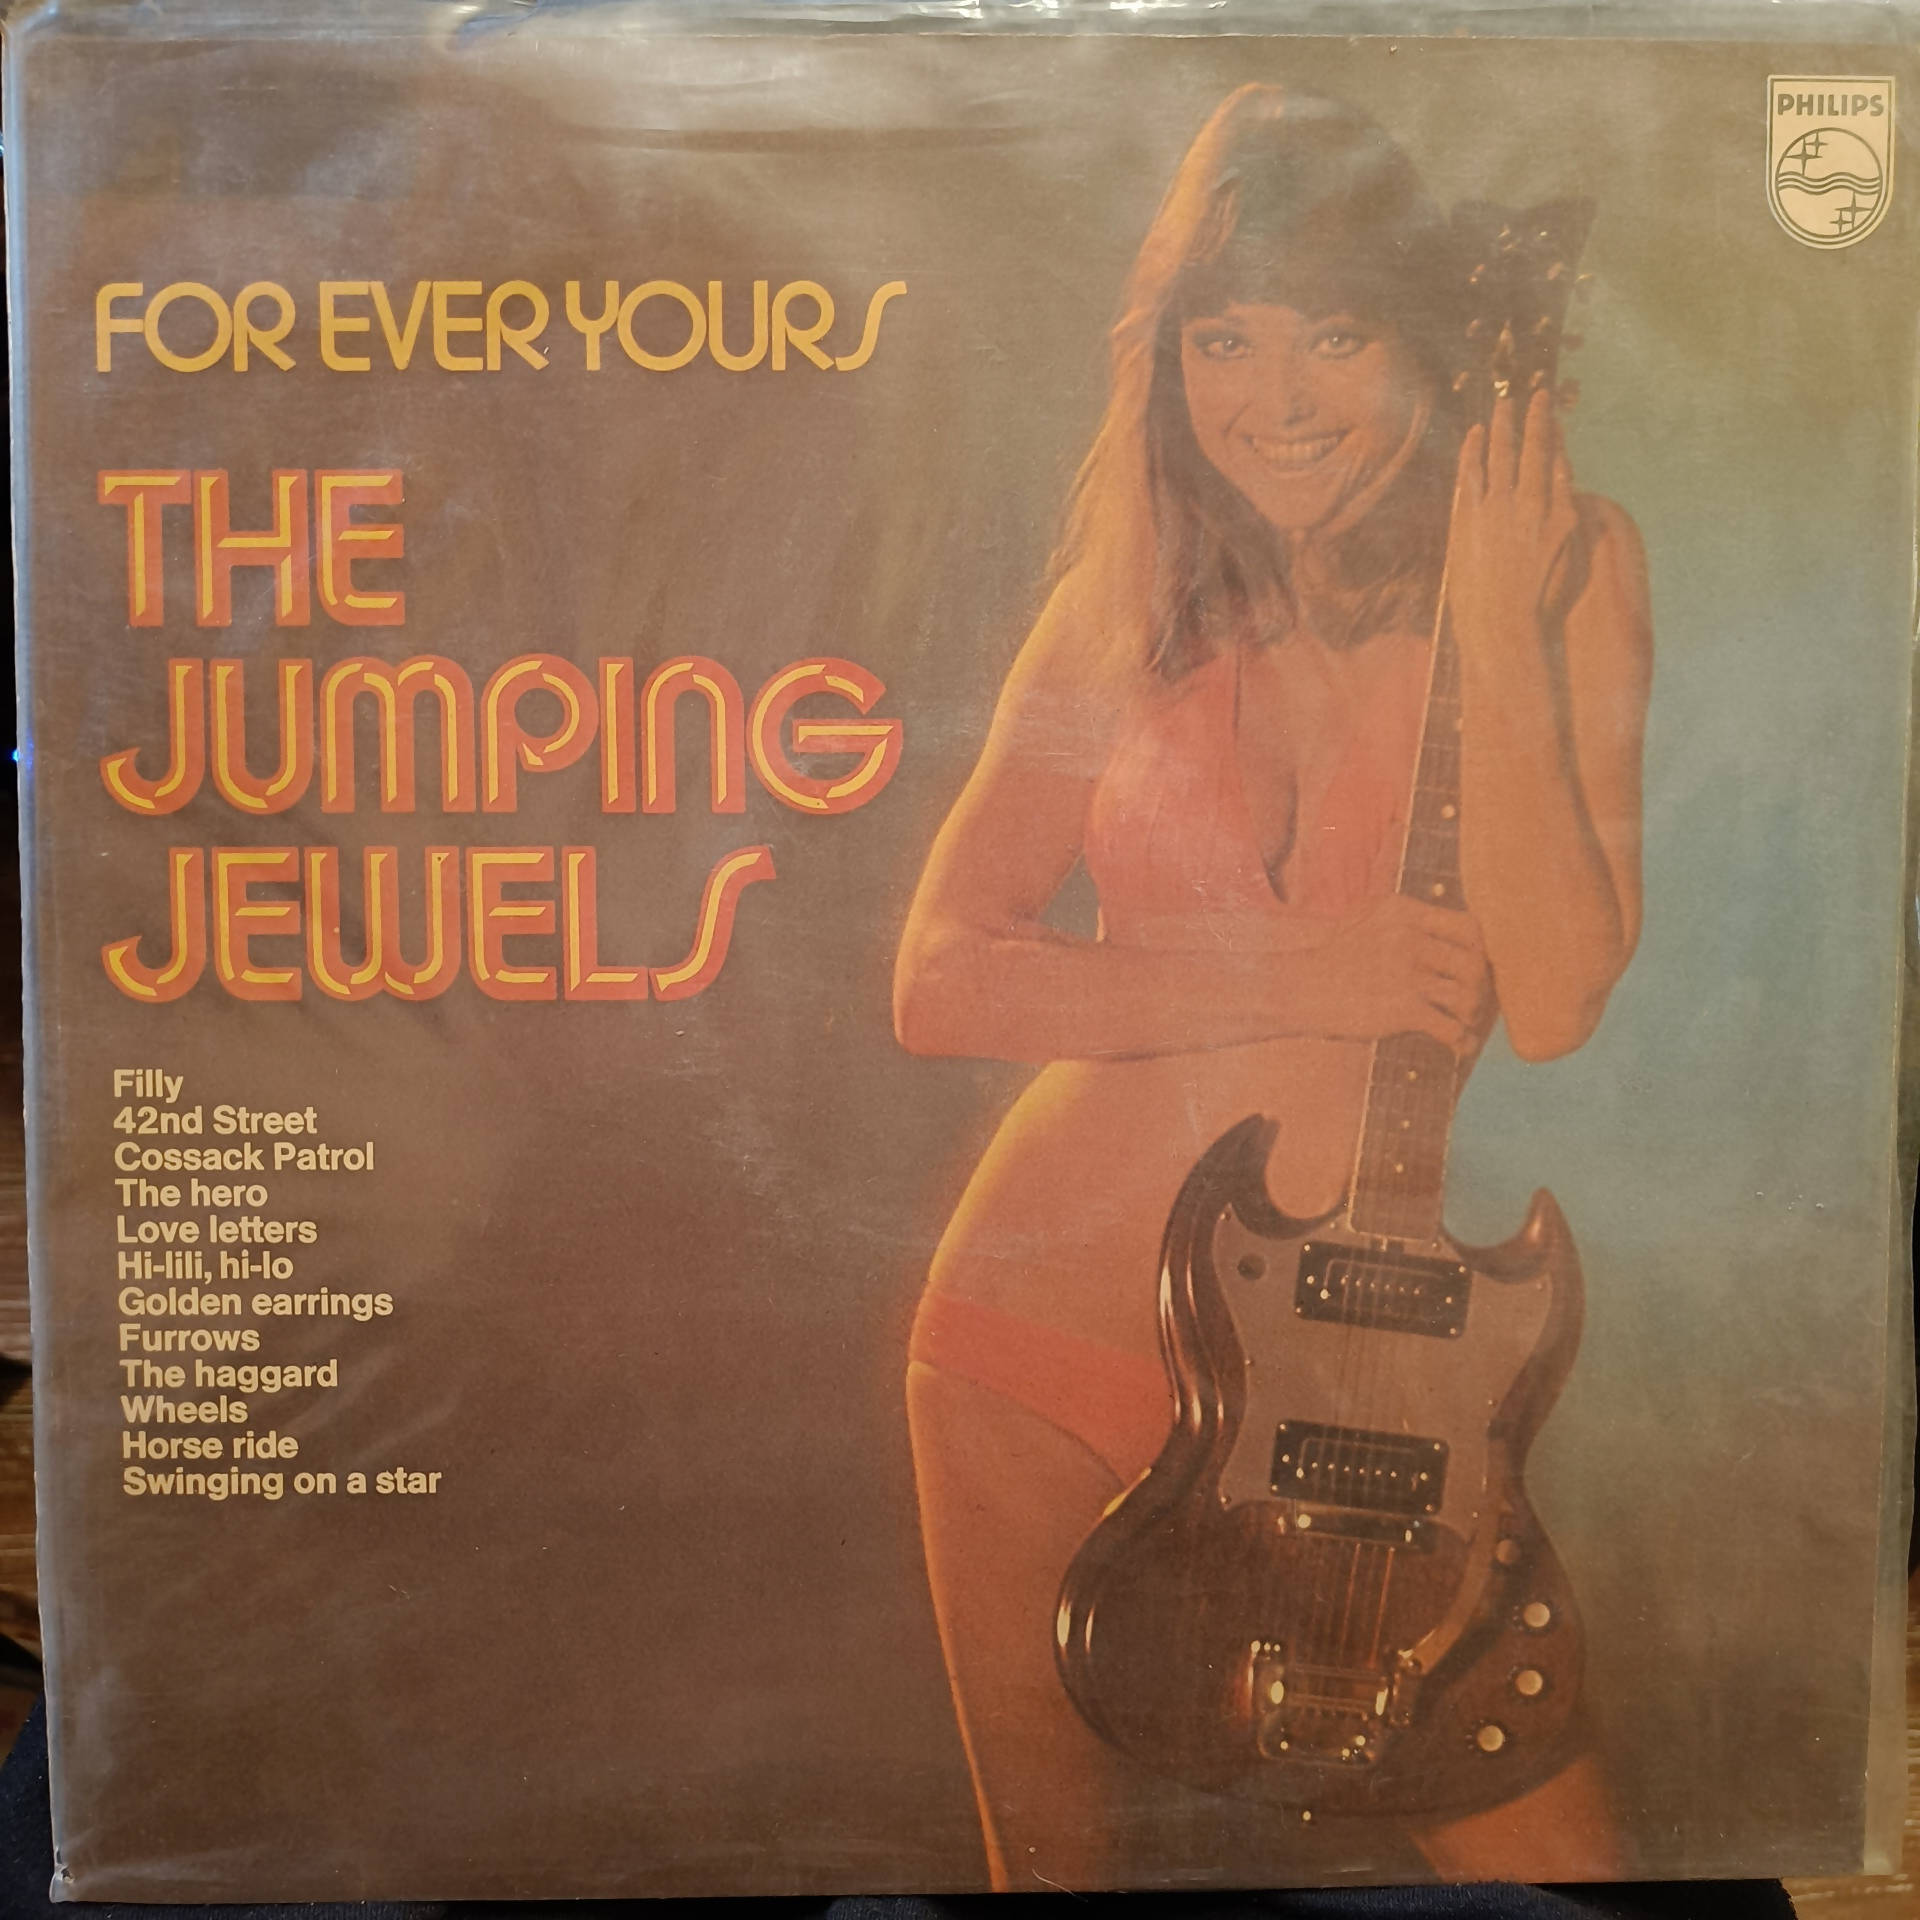 PHILIPS
FOR EVER YOURS
THE
JUMPING
JEWELS
Filly
42nd Street
Cossack Patrol
The hero
Love letters
Hi-lili, hi-lo
Golden earrings
Furrows
The haggard
Wheels
Horse ride
Swinging on a star